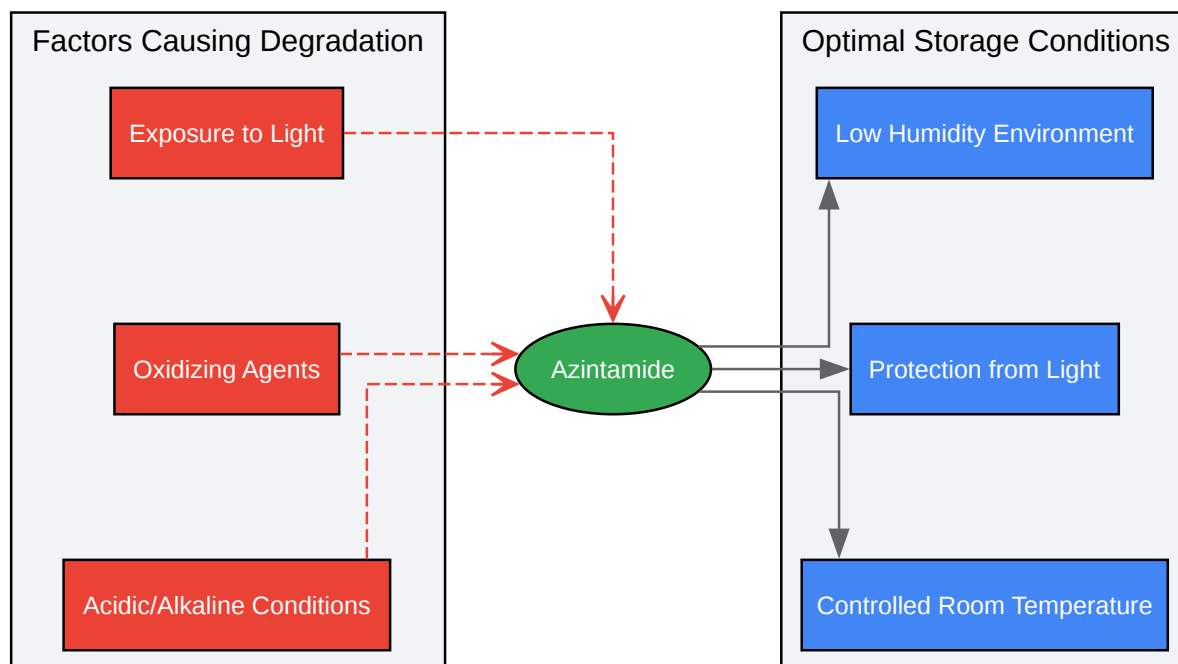 Factors Causing Degradation
Exposure to Light
Oxidizing Agents
Acidic/Alkaline Conditions
Azintamide
Optimal Storage Conditions
Low Humidity Environment
Protection from Light
Controlled Room Temperature